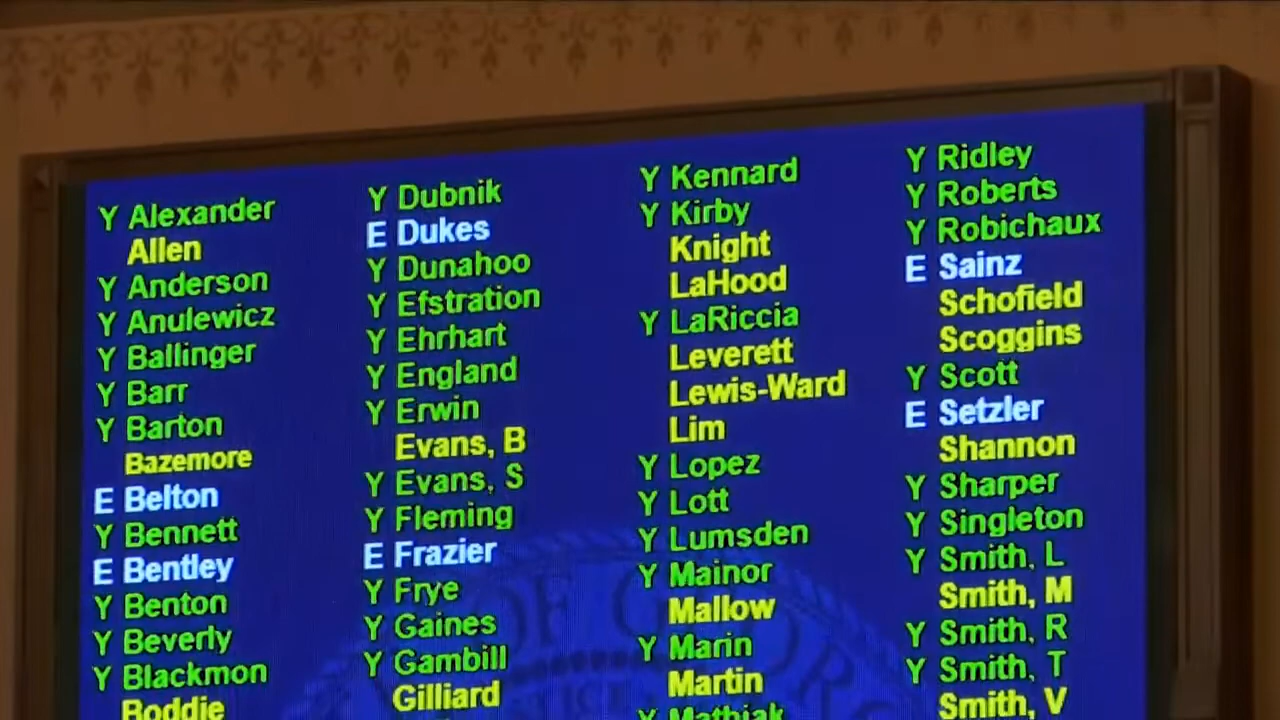 Y Alexander
Allen
Y Anderson
Y Anulewicz
Y Ballinger
Y Barr
Y Barton
Bazemore
E Belton
Y Bennett
E Bentley
Y Benton
Y Beverly
Y Blackmon
Boddie
Y Dubnik
E Dukes
Y Dunahoo
Y Efstration
Y Ehrhart
Y England
Y Erwin
Evans, B
Y Evans, S
Y Fleming
E Frazier
Y Frye
Y Gaines
Y Gambill
Gilliard
Y Kennard
Y Kirby
Knight
LaHood
Y LaRiccia
Leverett
Lewis-Ward
Lim
Y Lopez
Y Lott
Y Lumsden
Y Mainor
Mallow
Y Marin
Martin
Y Mathiak
Y Ridley
Y Roberts
Y Robichaux
E Sainz
Schofield
Scoggins
Y Scott
E Setzler
Shannon
Y Sharper
Y Singleton
Y Smith, L
Smith, M
Y Smith, R
Y Smith, T
Smith, V
OF